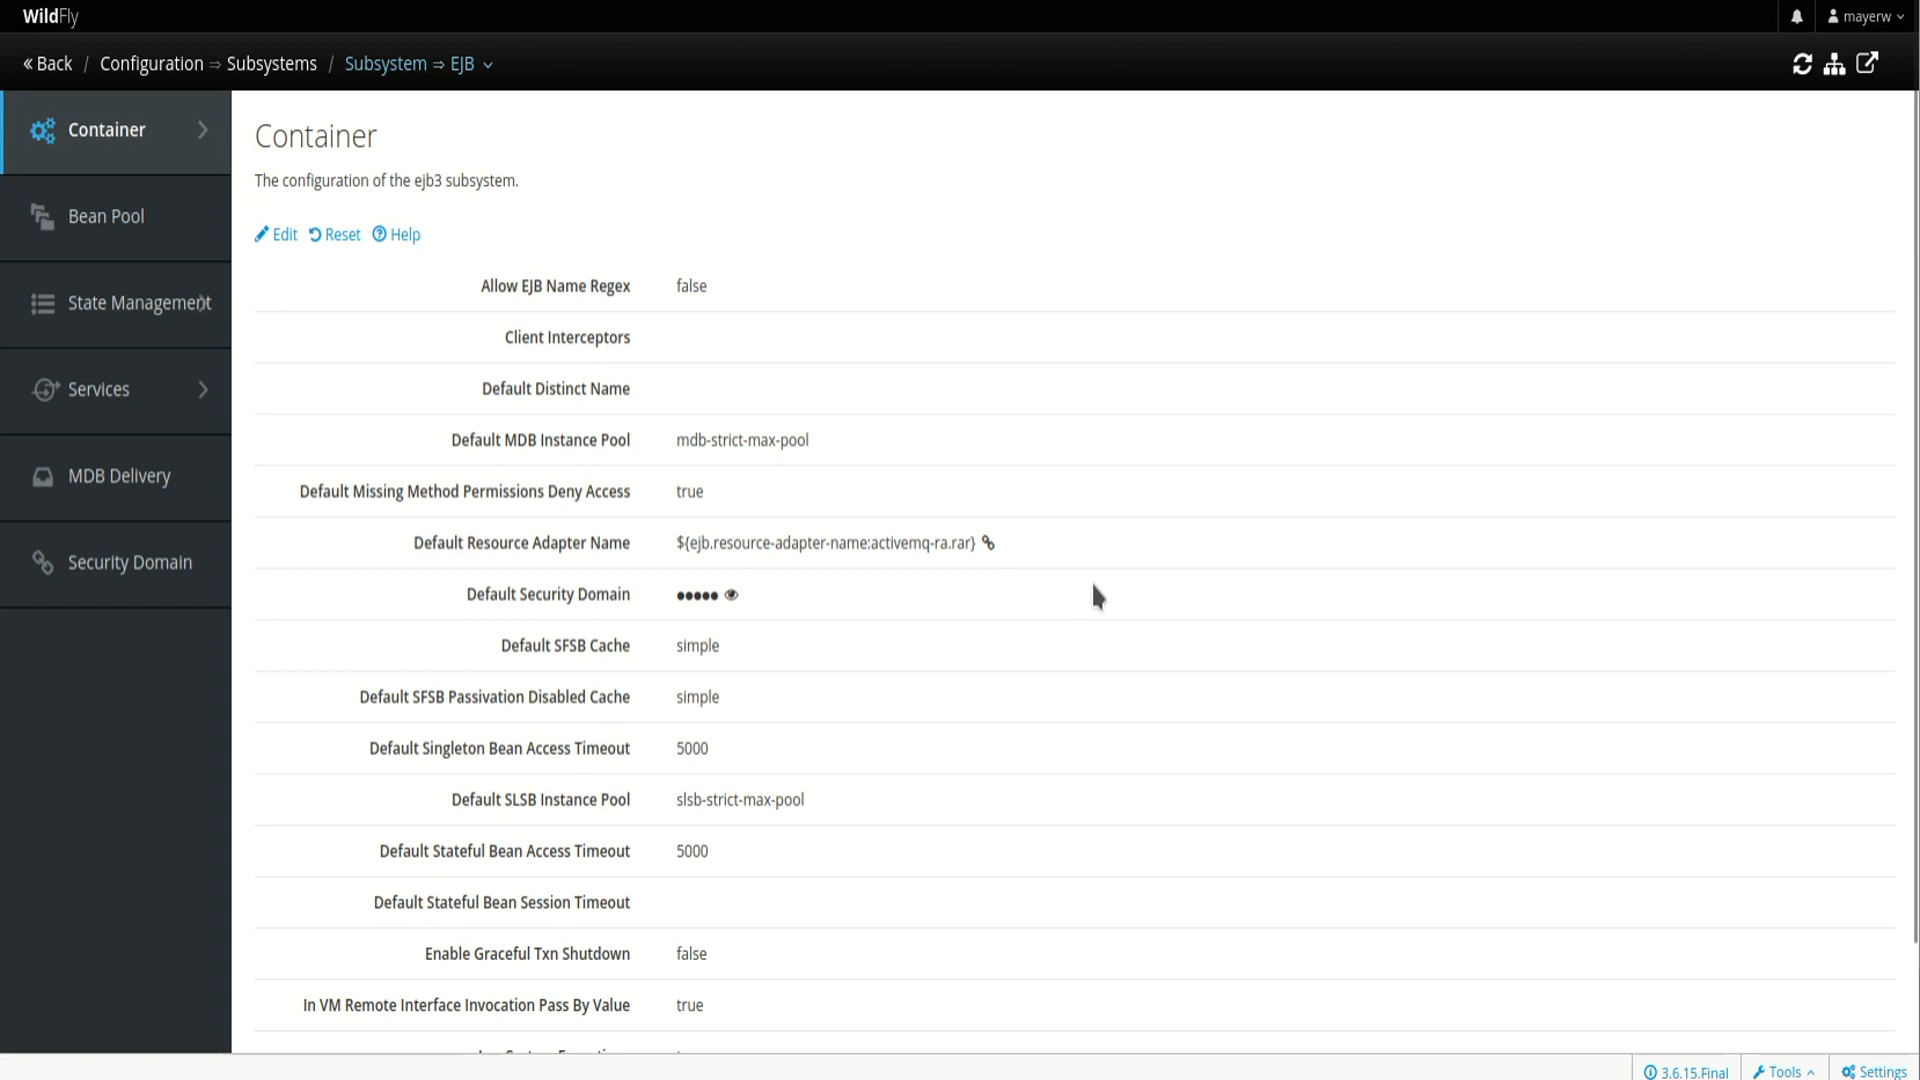 WildFly
mayerw
« Back / Configuration ⇒ Subsystems / Subsystem ⇒ EJB
Container
Bean Pool
State Management
Services
MDB Delivery
Security Domain
Container
The configuration of the ejb3 subsystem.
Edit Reset Help
Allow EJB Name Regex false
Client Interceptors
Default Distinct Name
Default MDB Instance Pool mdb-strict-max-pool
Default Missing Method Permissions Deny Access true
Default Resource Adapter Name ${ejb.resource-adapter-name:activemq-ra.rar}
Default Security Domain •••••
Default SFSB Cache simple
Default SFSB Passivation Disabled Cache simple
Default Singleton Bean Access Timeout 5000
Default SLSB Instance Pool slsb-strict-max-pool
Default Stateful Bean Access Timeout 5000
Default Stateful Bean Session Timeout
Enable Graceful Txn Shutdown false
In VM Remote Interface Invocation Pass By Value true
3.6.15.Final Tools Settings